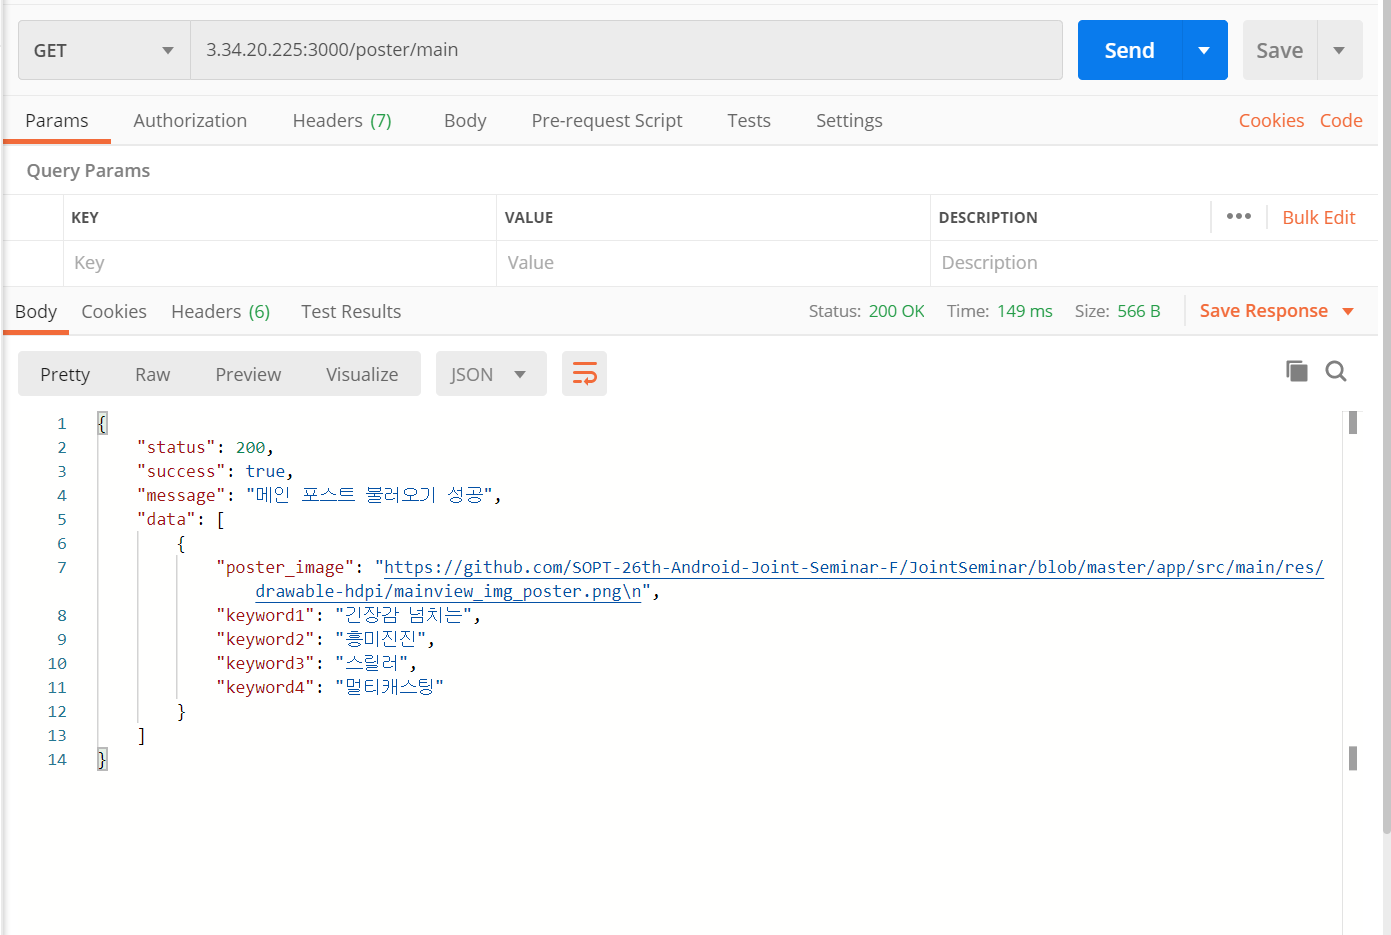 GET 3.34.20.225:3000/poster/main Send Save
Params Authorization Headers (7) Body Pre-request Script Tests Settings Cookies Code
Query Params
KEY VALUE DESCRIPTION ••• Bulk Edit
Key Value Description
Body Cookies Headers (6) Test Results Status: 200 OK Time: 149 ms Size: 566 B Save Response
Pretty Raw Preview Visualize JSON
1 {
2 "status": 200,
3 "success": true,
4 "message": "메인 포스트 불러오기 성공",
5 "data": [
6 {
7 "poster_image": "https://github.com/SOPT-26th-Android-Joint-Seminar-F/JointSeminar/blob/master/app/src/main/res/
drawable-hdpi/mainview_img_poster.png\n",
8 "keyword1": "긴장감 넘치는",
9 "keyword2": "흥미진진",
10 "keyword3": "스릴러",
11 "keyword4": "멀티캐스팅"
12 }
13 ]
14 }